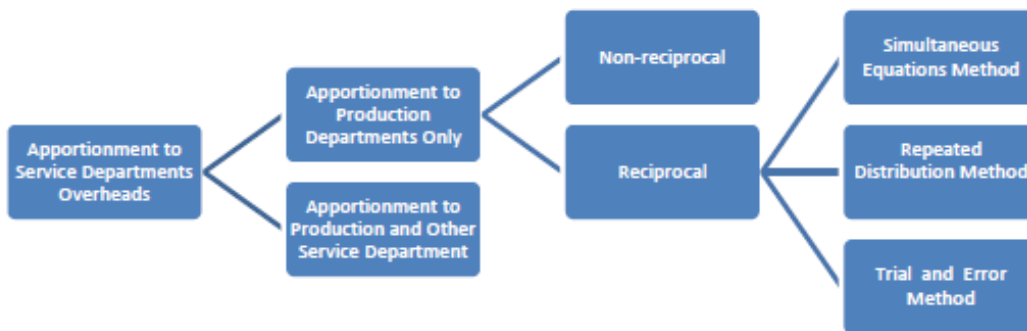 Apportionment to
Service Departments
Overheads
Apportionment to
Production
Departments Only
Apportionment to
Production and Other
Service Department
Non-reciprocal
Reciprocal
Simultaneous
Equations Method
Repeated
Distribution Method
Trial and Error
Method